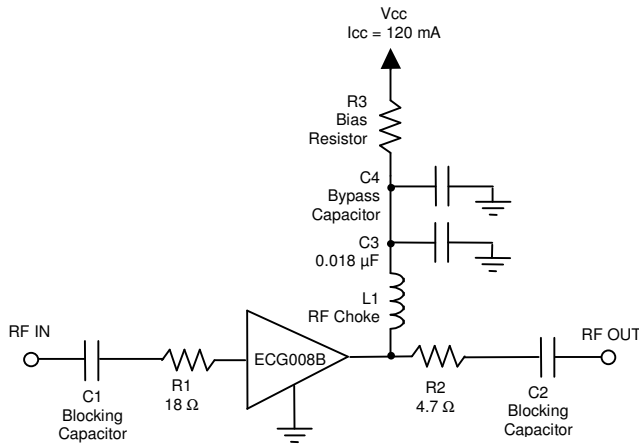 Vcc
Icc = 120 mA
R3
Bias
Resistor
C4
Bypass
Capacitor
C3
0.018 µF
L1
RF Choke
RF IN
ECG008B
RF OUT
C1
Blocking
Capacitor
R1
18 Ω
R2
4.7 Ω
C2
Blocking
Capacitor